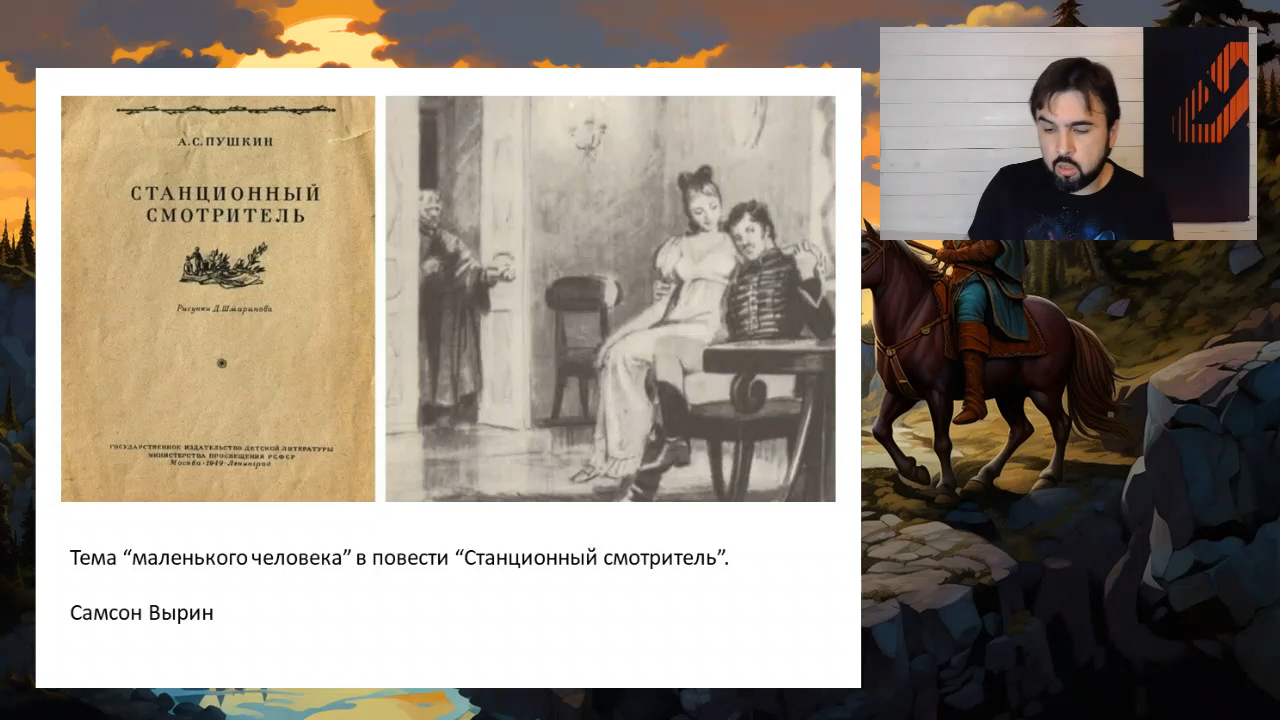 А. С. ПУШКИН
СТАНЦИОННЫЙ
СМОТРИТЕЛЬ
Рисунки Д. Шмаринова
ГОСУДАРСТВЕННОЕ ИЗДАТЕЛЬСТВО ДЕТСКОЙ ЛИТЕРАТУРЫ
МИНИСТЕРСТВА ПРОСВЕЩЕНИЯ РСФСР
Москва · 1949 · Ленинград
Тема “маленького человека” в повести “Станционный смотритель”.
Самсон Вырин